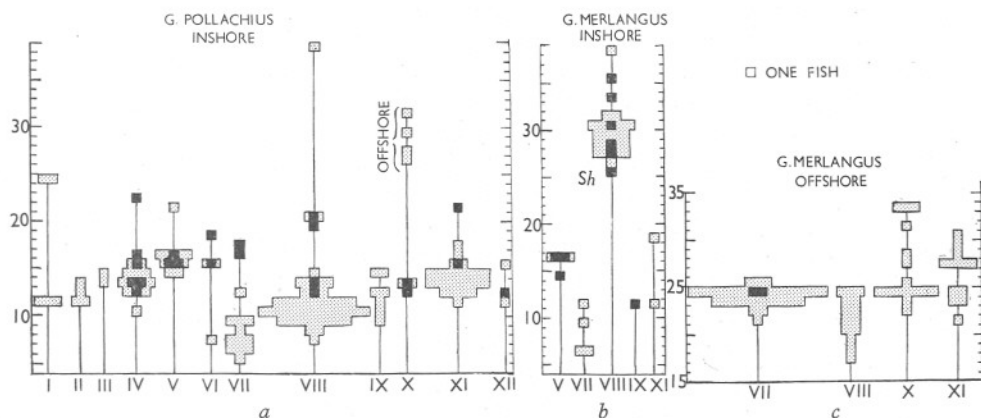 G. POLLACHIUS
INSHORE
30
20
10
OFFSHORE
I II III IV V VI VII VIII IX X XI XII
a
G. MERLANGUS
INSHORE
30
20
10
Sh
V VII VIII IX XI
b
□ ONE FISH
G. MERLANGUS
OFFSHORE
35
25
15
VII VIII X XI
c